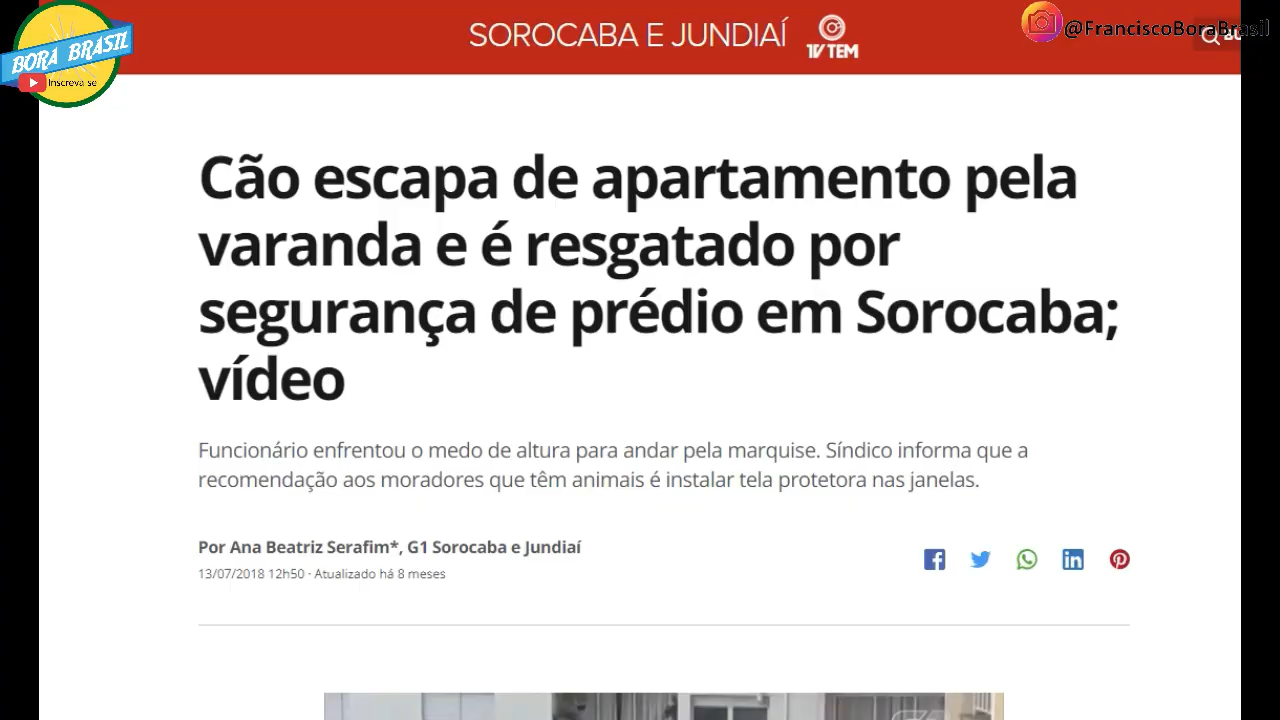 BORA BRASIL
Inscreva se
SOROCABA E JUNDIAÍ
TV TEM
@FranciscoBoraBrasil
Cão escapa de apartamento pela
varanda e é resgatado por
segurança de prédio em Sorocaba;
vídeo
Funcionário enfrentou o medo de altura para andar pela marquise. Síndico informa que a
recomendação aos moradores que têm animais é instalar tela protetora nas janelas.
Por Ana Beatriz Serafim*, G1 Sorocaba e Jundiaí
13/07/2018 12h50 · Atualizado há 8 meses